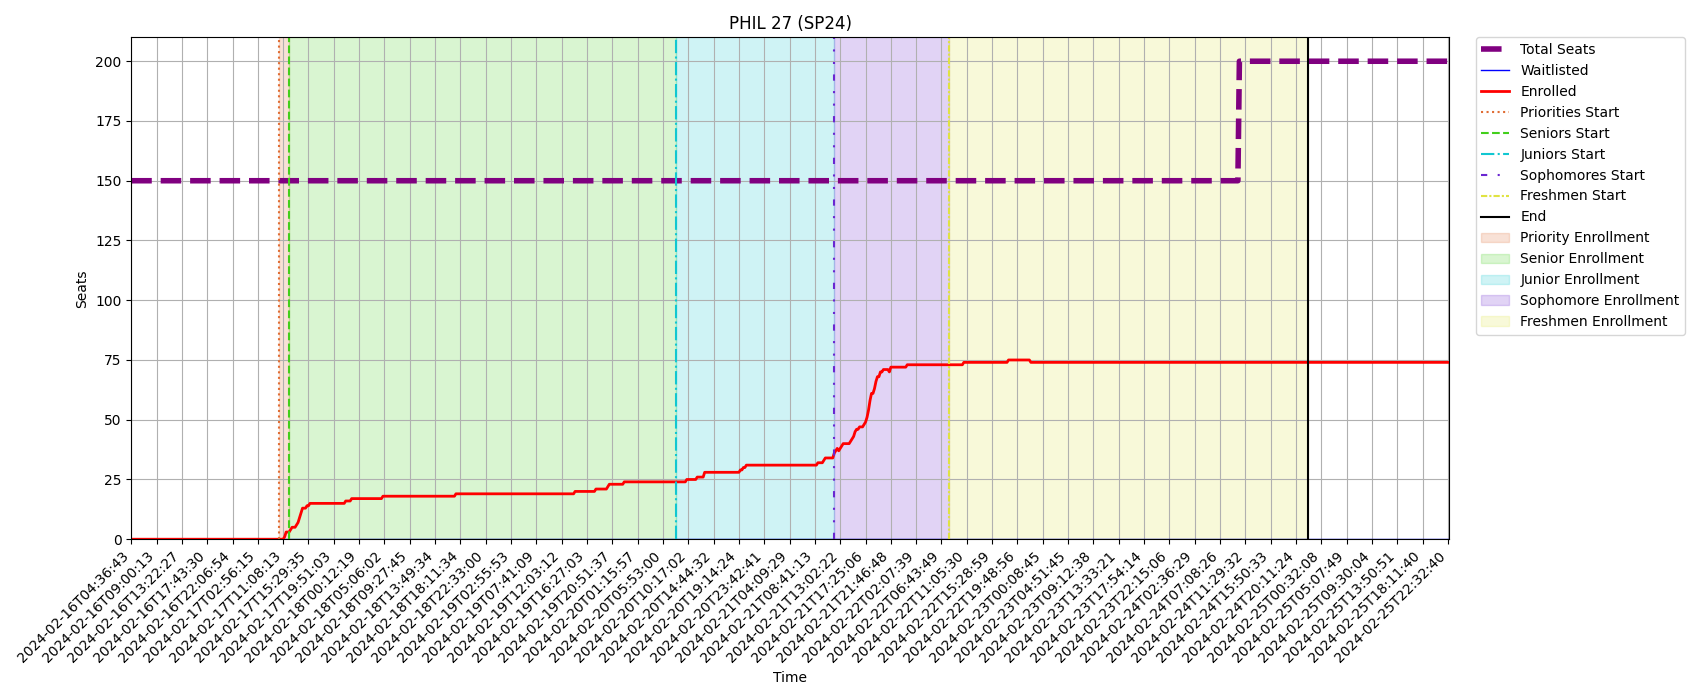 PHIL 27 (SP24)
Seats
200
175
150
125
100
75
50
25
0
2024-02-16T04:36:43
2024-02-16T09:00:13
2024-02-16T13:22:27
2024-02-16T17:43:30
2024-02-16T22:06:54
2024-02-17T02:56:15
2024-02-17T11:08:13
2024-02-17T15:29:35
2024-02-17T19:51:03
2024-02-18T00:12:19
2024-02-18T05:06:02
2024-02-18T09:27:45
2024-02-18T13:49:34
2024-02-18T18:11:34
2024-02-18T22:33:00
2024-02-19T02:55:53
2024-02-19T07:41:09
2024-02-19T12:03:12
2024-02-19T16:27:03
2024-02-19T20:51:37
2024-02-20T01:15:57
2024-02-20T05:53:00
2024-02-20T10:17:02
2024-02-20T14:44:32
2024-02-20T19:14:24
2024-02-20T23:42:41
2024-02-21T04:09:29
2024-02-21T08:41:13
2024-02-21T13:02:22
2024-02-21T17:25:06
2024-02-21T21:46:48
2024-02-22T02:07:39
2024-02-22T06:43:49
2024-02-22T11:05:30
2024-02-22T15:28:59
2024-02-22T19:48:56
2024-02-23T00:08:45
2024-02-23T04:51:45
2024-02-23T09:12:38
2024-02-23T13:33:21
2024-02-23T17:54:14
2024-02-23T22:15:06
2024-02-24T02:36:29
2024-02-24T07:08:26
2024-02-24T11:29:32
2024-02-24T15:50:33
2024-02-24T20:11:24
2024-02-25T00:32:08
2024-02-25T05:07:49
2024-02-25T09:30:04
2024-02-25T13:50:51
2024-02-25T18:11:40
2024-02-25T22:32:40
Time
Total Seats
Waitlisted
Enrolled
Priorities Start
Seniors Start
Juniors Start
Sophomores Start
Freshmen Start
End
Priority Enrollment
Senior Enrollment
Junior Enrollment
Sophomore Enrollment
Freshmen Enrollment